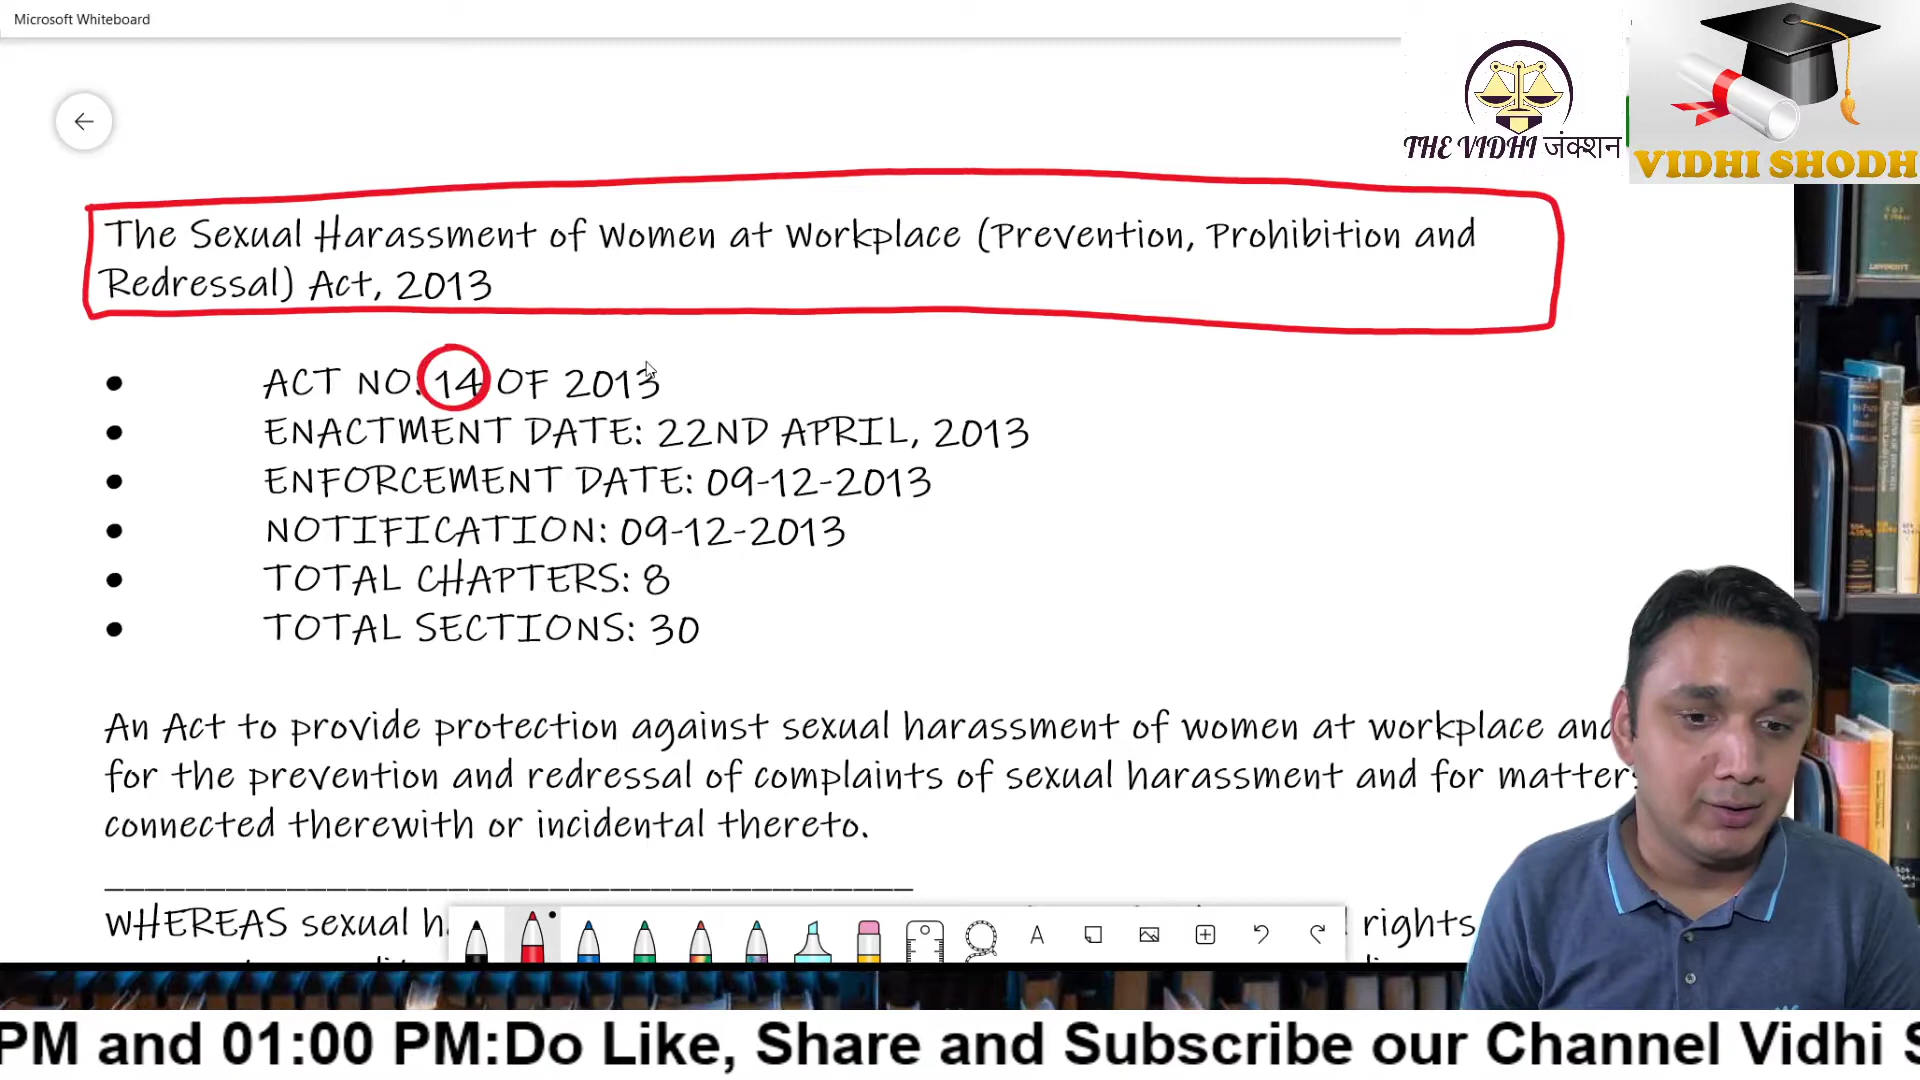 Microsoft Whiteboard
THE VIDHI जंक्शन
VIDHI SHODH
The Sexual Harassment of Women at Workplace (Prevention, Prohibition and
Redressal) Act, 2013
● ACT NO. 14 OF 2013
● ENACTMENT DATE: 22ND APRIL, 2013
● ENFORCEMENT DATE: 09-12-2013
● NOTIFICATION: 09-12-2013
● TOTAL CHAPTERS: 8
● TOTAL SECTIONS: 30
An Act to provide protection against sexual harassment of women at workplace and
for the prevention and redressal of complaints of sexual harassment and for matters
connected therewith or incidental thereto.
WHEREAS sexual rights
PM and 01:00 PM:Do Like, Share and Subscribe our Channel Vidhi